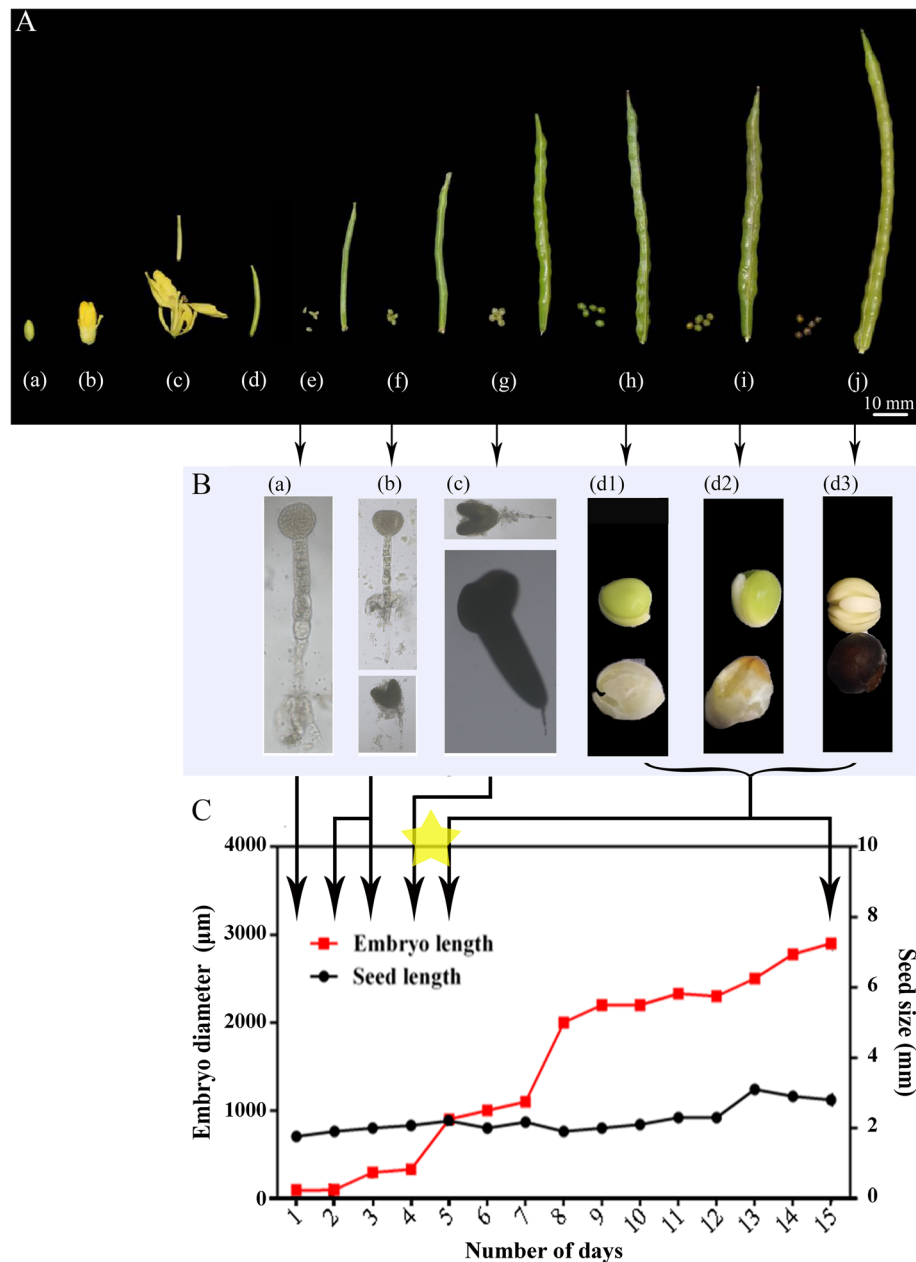 A
(a) (b) (c) (d) (e) (f) (g) (h) (i) (j)
10 mm
B
(a) (b) (c) (d1) (d2) (d3)
C
4000
3000
2000
1000
0
Embryo diameter (μm)
Embryo length
Seed length
10
8
6
4
2
0
Seed size (mm)
1 2 3 4 5 6 7 8 9 10 11 12 13 14 15
Number of days